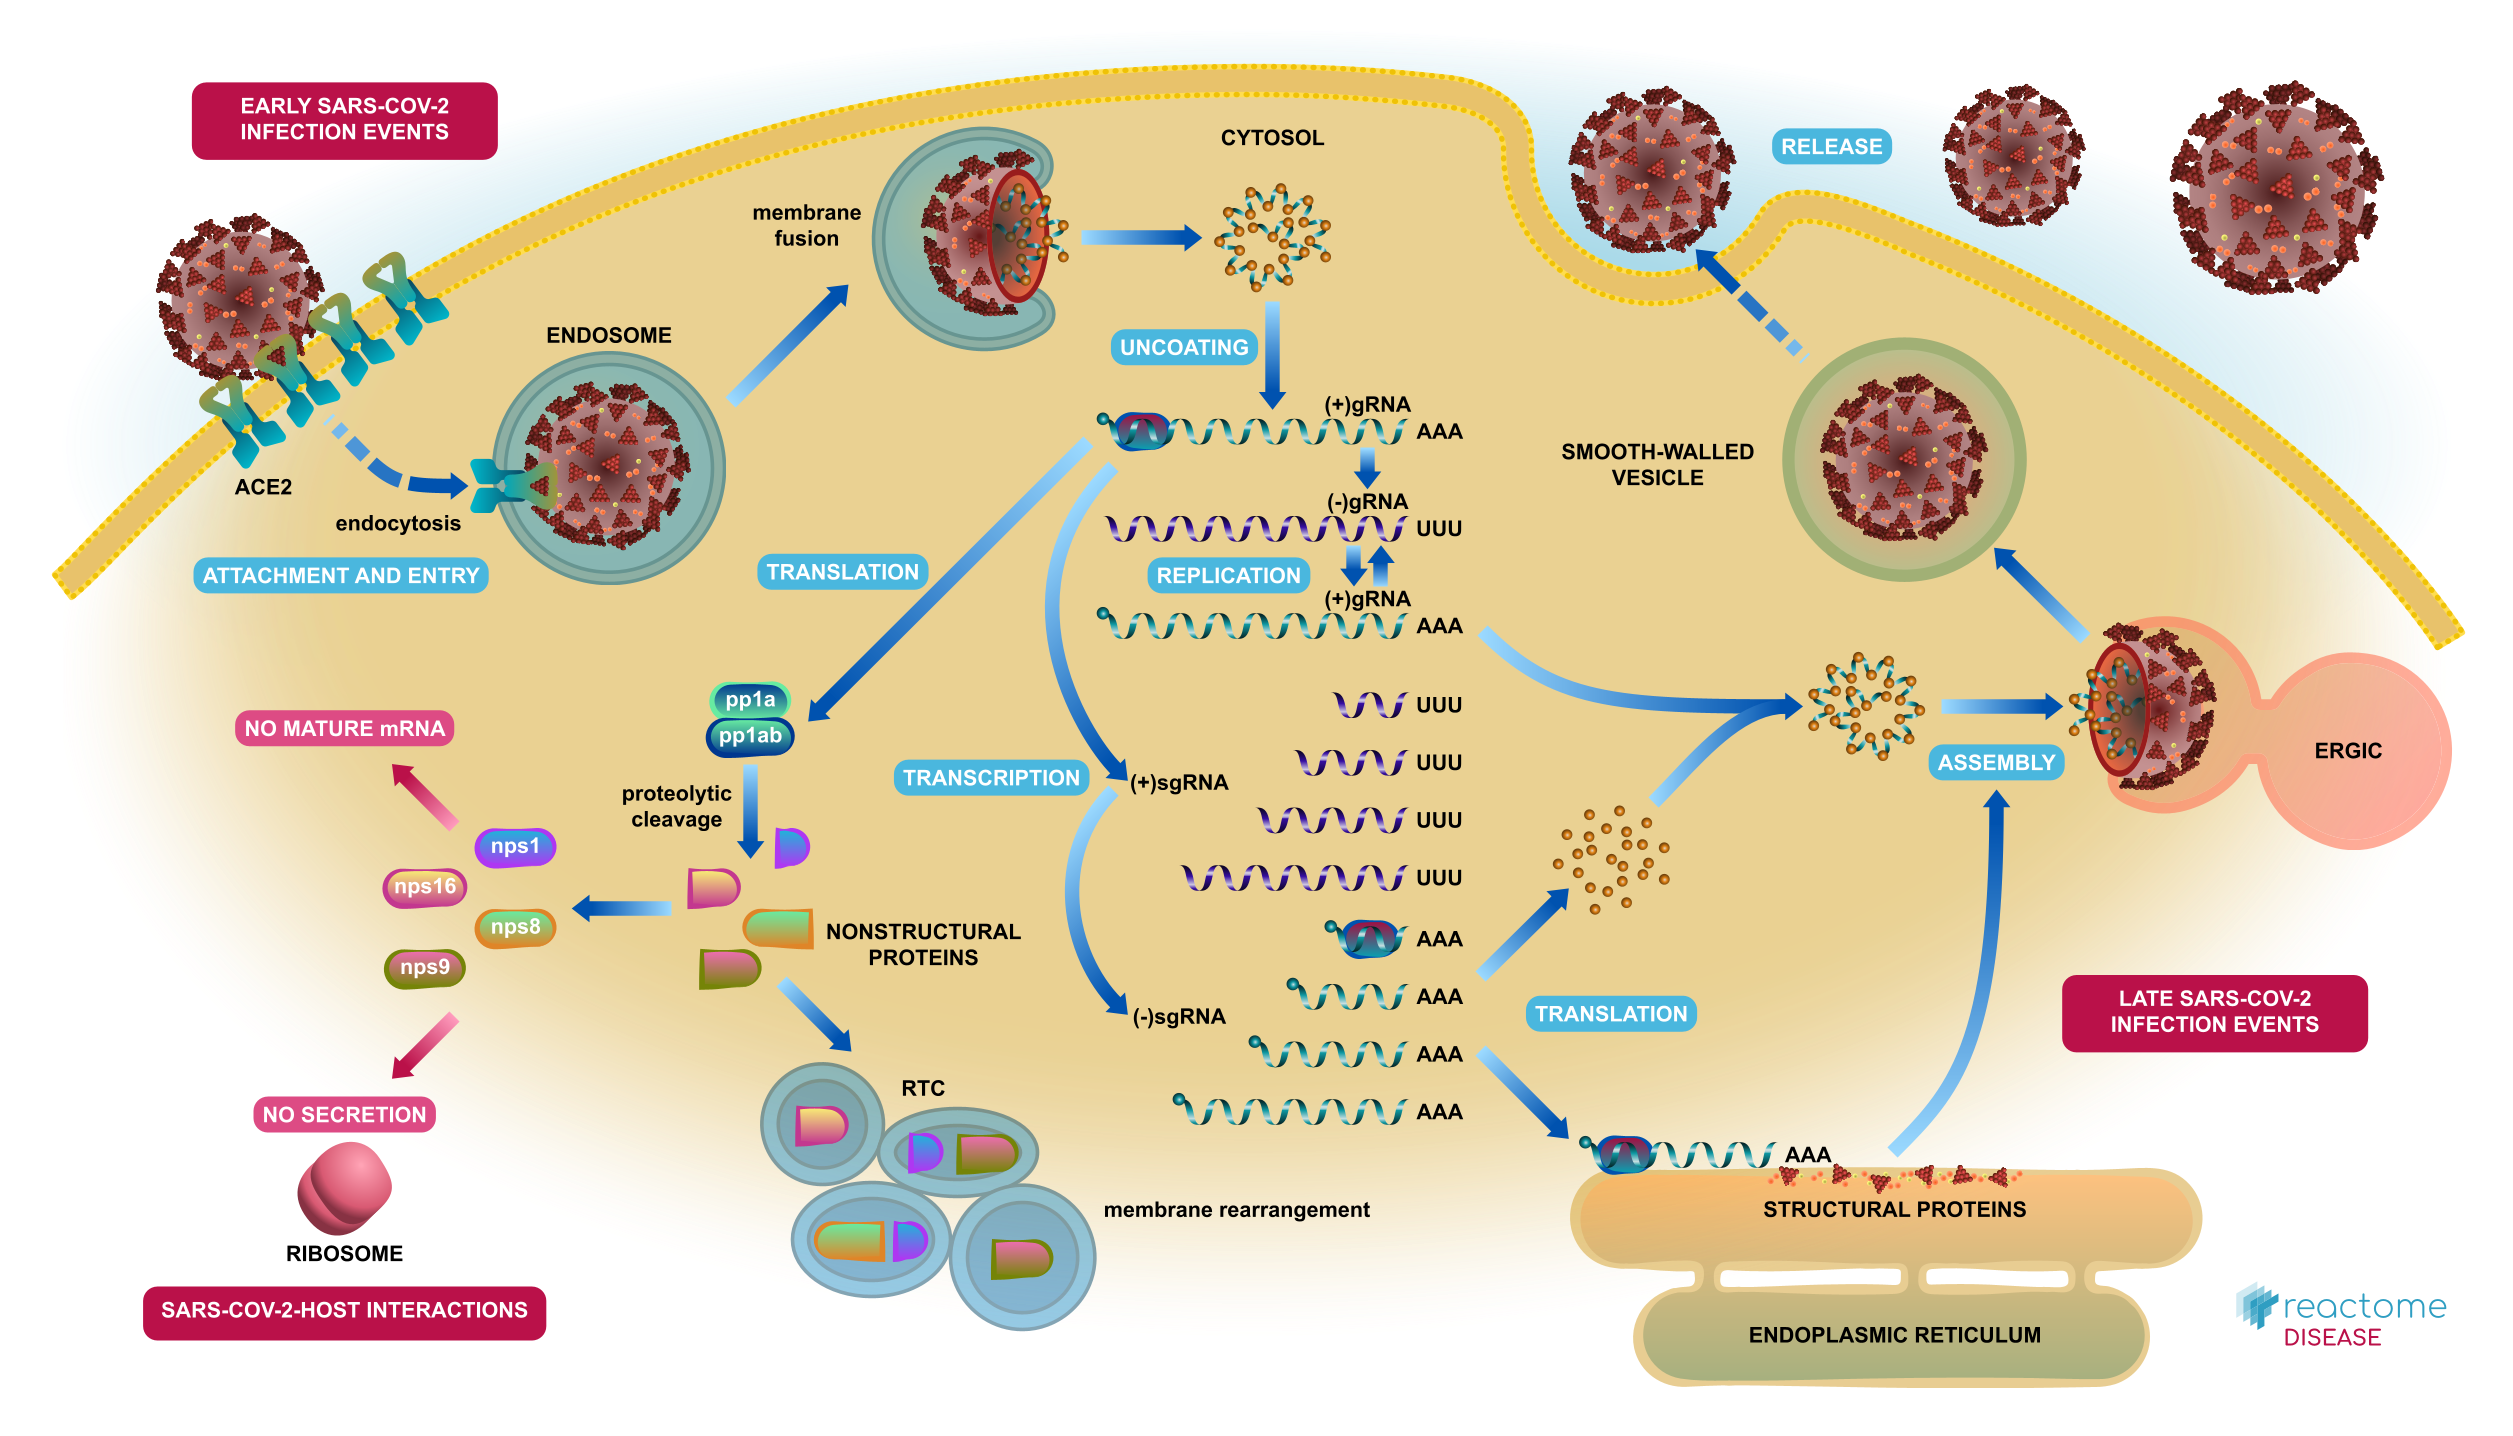 EARLY SARS-COV-2
INFECTION EVENTS
CYTOSOL
RELEASE
membrane
fusion
ENDOSOME
UNCOATING
ACE2
endocytosis
ATTACHMENT AND ENTRY
(+)gRNA
AAA
(-)gRNA
UUU
TRANSLATION
REPLICATION
(+)gRNA
AAA
SMOOTH-WALLED
VESICLE
pp1a
pp1ab
NO MATURE mRNA
proteolytic
cleavage
TRANSCRIPTION
(+)sgRNA
UUU
UUU
UUU
UUU
ASSEMBLY
ERGIC
nps1
nps16
nps8
nps9
NONSTRUCTURAL
PROTEINS
(-)sgRNA
AAA
AAA
AAA
AAA
TRANSLATION
LATE SARS-COV-2
INFECTION EVENTS
NO SECRETION
RIBOSOME
RTC
membrane rearrangement
AAA
STRUCTURAL PROTEINS
ENDOPLASMIC RETICULUM
SARS-COV-2-HOST INTERACTIONS
reactome
DISEASE